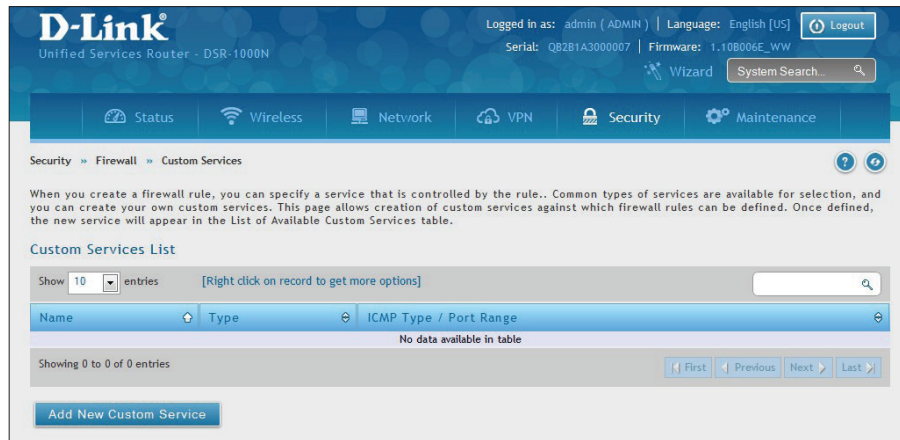 D-Link®
Unified Services Router - DSR-1000N
Logged in as: admin ( ADMIN ) | Language: English [US]
Logout
Serial: QB2B1A3000007 | Firmware: 1.10B006E_WW
Wizard
System Search...
Status
Wireless
Network
VPN
Security
Maintenance
Security » Firewall » Custom Services
When you create a firewall rule, you can specify a service that is controlled by the rule.. Common types of services are available for selection, and
you can create your own custom services. This page allows creation of custom services against which firewall rules can be defined. Once defined,
the new service will appear in the List of Available Custom Services table.
Custom Services List
Show 10 entries
[Right click on record to get more options]
Name
Type
ICMP Type / Port Range
No data available in table
Showing 0 to 0 of 0 entries
First
Previous
Next
Last
Add New Custom Service